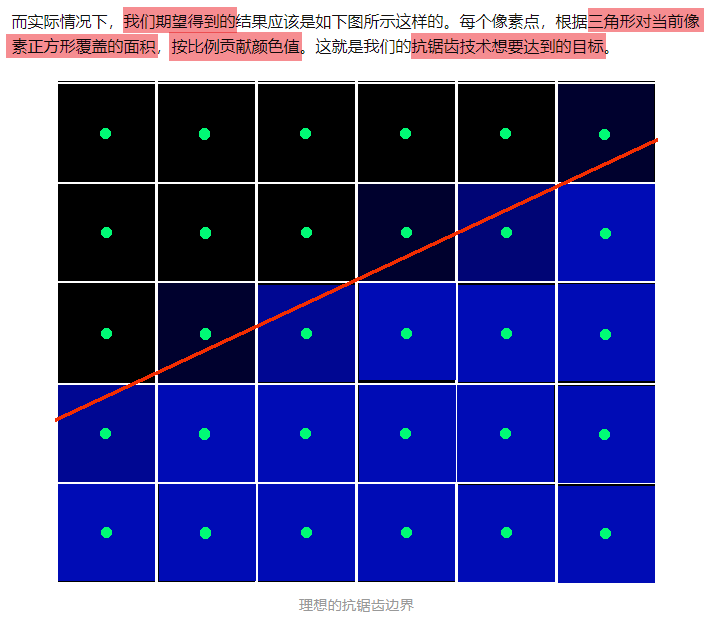 而实际情况下，我们期望得到的结果应该是如下图所示这样的。每个像素点，根据三角形对当前像
素正方形覆盖的面积，按比例贡献颜色值。这就是我们的抗锯齿技术想要达到的目标。
理想的抗锯齿边界